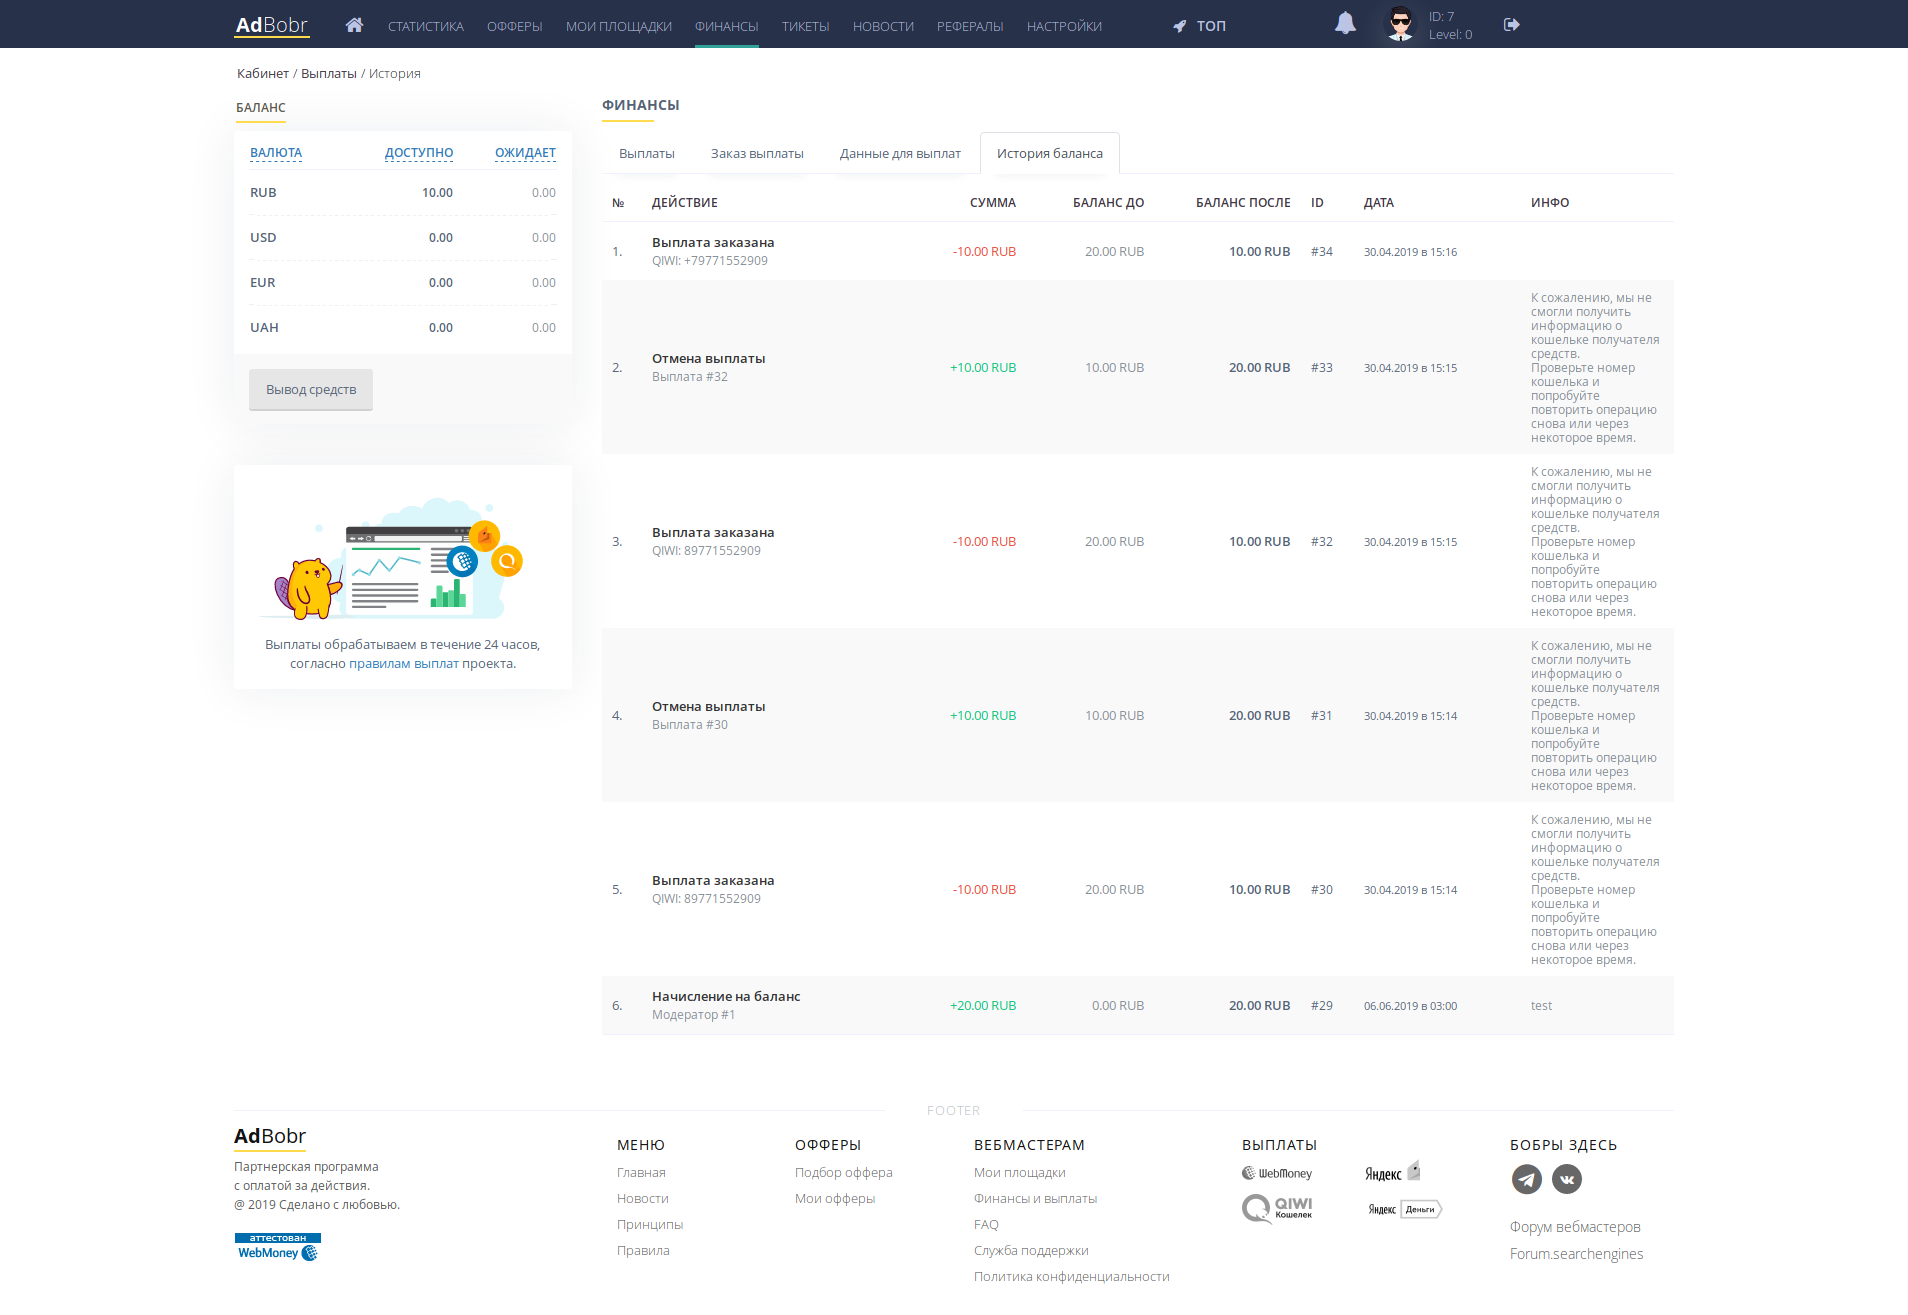 AdBobr
СТАТИСТИКА ОФФЕРЫ МОИ ПЛОЩАДКИ ФИНАНСЫ ТИКЕТЫ НОВОСТИ РЕФЕРАЛЫ НАСТРОЙКИ ТОП
ID: 7
Level: 0
Кабинет / Выплаты / История
БАЛАНС
ВАЛЮТА ДОСТУПНО ОЖИДАЕТ
RUB 10.00 0.00
USD 0.00 0.00
EUR 0.00 0.00
UAH 0.00 0.00
Вывод средств
Выплаты обрабатываем в течение 24 часов,
согласно правилам выплат проекта.
ФИНАНСЫ
Выплаты Заказ выплаты Данные для выплат История баланса
№ ДЕЙСТВИЕ СУММА БАЛАНС ДО БАЛАНС ПОСЛЕ ID ДАТА ИНФО
1. Выплата заказана -10.00 RUB 20.00 RUB 10.00 RUB #34 30.04.2019 в 15:16
QIWI: +79771552909
2. Отмена выплаты +10.00 RUB 10.00 RUB 20.00 RUB #33 30.04.2019 в 15:15
Выплата #32
К сожалению, мы не
смогли получить
информацию о
кошельке получателя
средств.
Проверьте номер
кошелька и
попробуйте
повторить операцию
снова или через
некоторое время.
3. Выплата заказана -10.00 RUB 20.00 RUB 10.00 RUB #32 30.04.2019 в 15:15
QIWI: 89771552909
К сожалению, мы не
смогли получить
информацию о
кошельке получателя
средств.
Проверьте номер
кошелька и
попробуйте
повторить операцию
снова или через
некоторое время.
4. Отмена выплаты +10.00 RUB 10.00 RUB 20.00 RUB #31 30.04.2019 в 15:14
Выплата #30
К сожалению, мы не
смогли получить
информацию о
кошельке получателя
средств.
Проверьте номер
кошелька и
попробуйте
повторить операцию
снова или через
некоторое время.
5. Выплата заказана -10.00 RUB 20.00 RUB 10.00 RUB #30 30.04.2019 в 15:14
QIWI: 89771552909
К сожалению, мы не
смогли получить
информацию о
кошельке получателя
средств.
Проверьте номер
кошелька и
попробуйте
повторить операцию
снова или через
некоторое время.
6. Начисление на баланс +20.00 RUB 0.00 RUB 20.00 RUB #29 06.06.2019 в 03:00 test
Модератор #1
FOOTER
AdBobr
Партнерская программа
с оплатой за действия.
@ 2019 Сделано с любовью.
аттестован
WebMoney
МЕНЮ
Главная
Новости
Принципы
Правила
ОФФЕРЫ
Подбор оффера
Мои офферы
ВЕБМАСТЕРАМ
Мои площадки
Финансы и выплаты
FAQ
Служба поддержки
Политика конфиденциальности
ВЫПЛАТЫ
WebMoney Яндекс
QIWI Кошелек Яндекс Деньги
БОБРЫ ЗДЕСЬ
Форум вебмастеров
Forum.searchengines